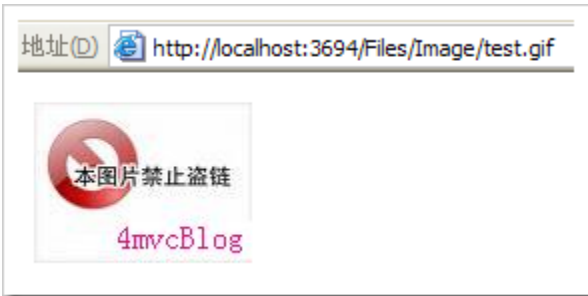 地址(D) http://localhost:3694/Files/Image/test.gif
本图片禁止盗链
4mvcBlog